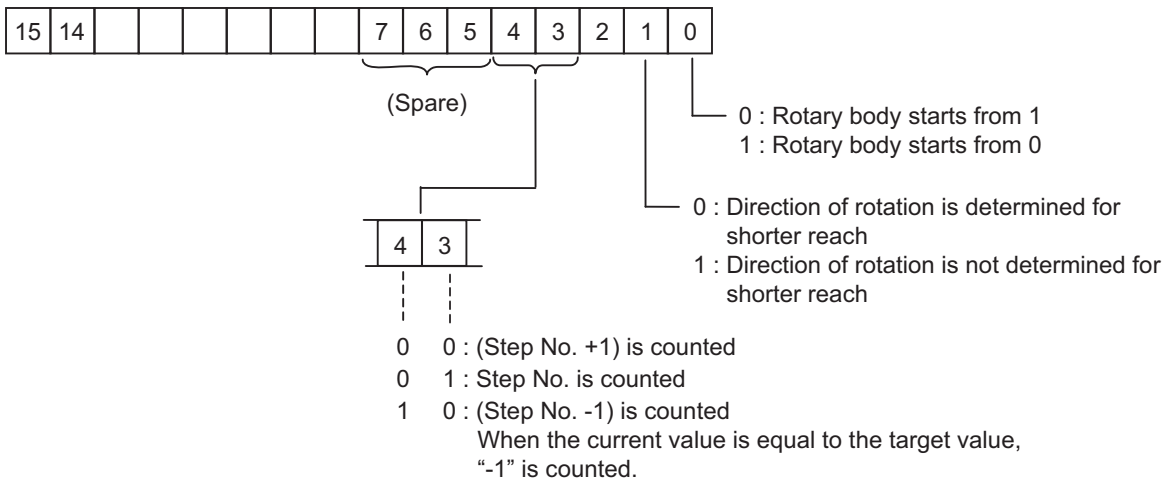 15 14 7 6 5 4 3 2 1 0
(Spare)
0 : Rotary body starts from 1
1 : Rotary body starts from 0
0 : Direction of rotation is determined for
shorter reach
1 : Direction of rotation is not determined for
shorter reach
4 3
0 0 : (Step No. +1) is counted
0 1 : Step No. is counted
1 0 : (Step No. -1) is counted
When the current value is equal to the target value,
“-1” is counted.